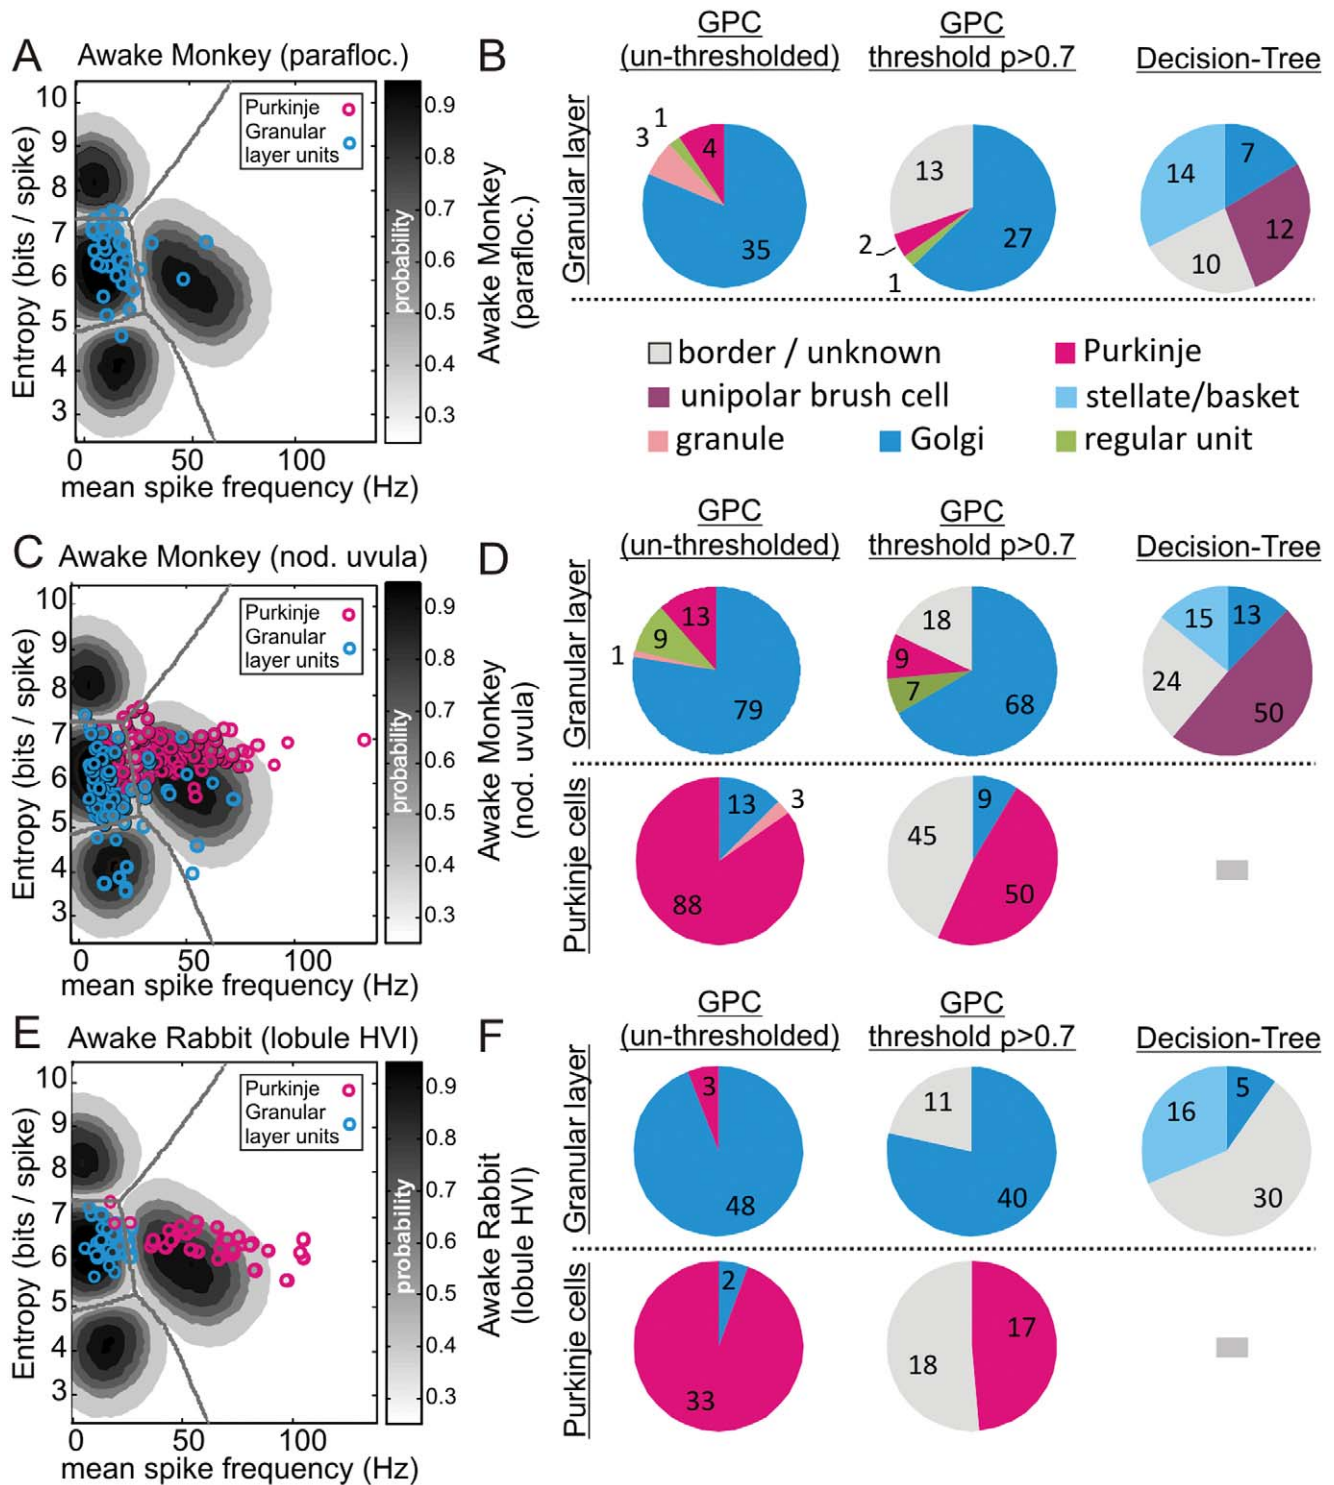 A Awake Monkey (parafloc.)
Entropy (bits / spike)
10
9
8
7
6
5
4
3
0 50 100
mean spike frequency (Hz)
Purkinje
Granular
layer units
probability
0.9
0.8
0.7
0.6
0.5
0.4
0.3
B
Awake Monkey
(parafloc.)
GPC
(un-thresholded)
GPC
threshold p>0.7
Decision-Tree
Granular layer
3 1 4 35
13 2 1 27
14 7 12 10
border / unknown
Purkinje
unipolar brush cell
stellate/basket
granule
Golgi
regular unit
C Awake Monkey (nod. uvula)
Entropy (bits / spike)
10
9
8
7
6
5
4
3
0 50 100
mean spike frequency (Hz)
Purkinje
Granular
layer units
probability
0.9
0.8
0.7
0.6
0.5
0.4
0.3
D
Awake Monkey
(nod. uvula)
GPC
(un-thresholded)
GPC
threshold p>0.7
Decision-Tree
Granular layer
1 9 13 79
18 9 7 68
15 13 24 50
Purkinje cells
13 3 88
45 9 50
E Awake Rabbit (lobule HVI)
Entropy (bits / spike)
10
9
8
7
6
5
4
3
0 50 100
mean spike frequency (Hz)
Purkinje
Granular
layer units
probability
0.9
0.8
0.7
0.6
0.5
0.4
0.3
F
Awake Rabbit
(lobule HVI)
GPC
(un-thresholded)
GPC
threshold p>0.7
Decision-Tree
Granular layer
3 48
11 40
16 5 30
Purkinje cells
2 33
18 17